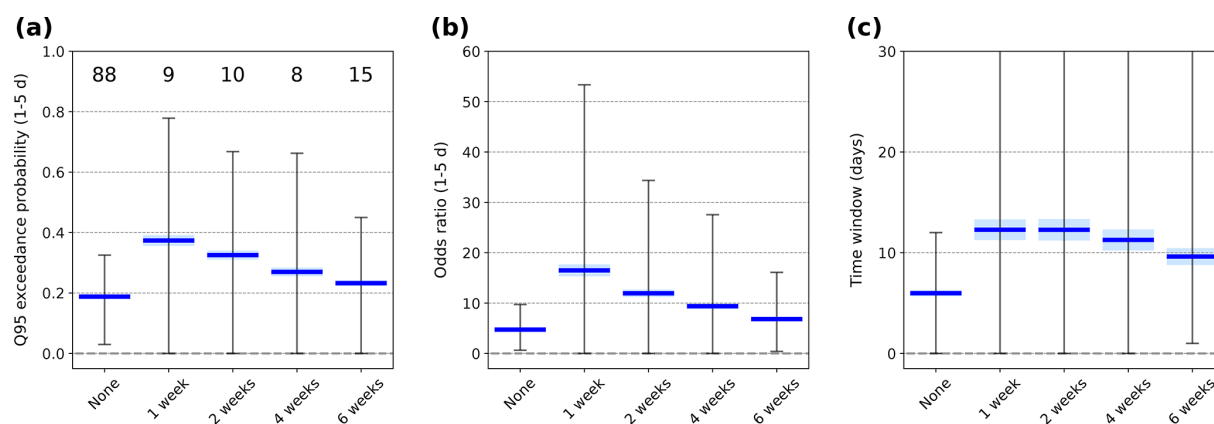 (a)
Q95 exceedance probability (1-5 d)
1.0
0.8
0.6
0.4
0.2
0.0
88 9 10 8 15
None 1 week 2 weeks 4 weeks 6 weeks
(b)
Odds ratio (1-5 d)
60
50
40
30
20
10
0
None 1 week 2 weeks 4 weeks 6 weeks
(c)
Time window (days)
30
20
10
0
None 1 week 2 weeks 4 weeks 6 weeks